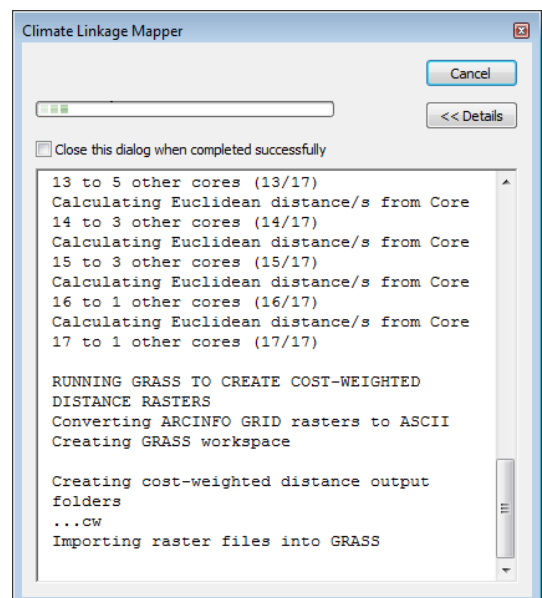 Climate Linkage Mapper
Cancel
<< Details
Close this dialog when completed successfully
13 to 5 other cores (13/17)
Calculating Euclidean distance/s from Core
14 to 3 other cores (14/17)
Calculating Euclidean distance/s from Core
15 to 3 other cores (15/17)
Calculating Euclidean distance/s from Core
16 to 1 other cores (16/17)
Calculating Euclidean distance/s from Core
17 to 1 other cores (17/17)
RUNNING GRASS TO CREATE COST-WEIGHTED
DISTANCE RASTERS
Converting ARCINFO GRID rasters to ASCII
Creating GRASS workspace
Creating cost-weighted distance output
folders
...cw
Importing raster files into GRASS